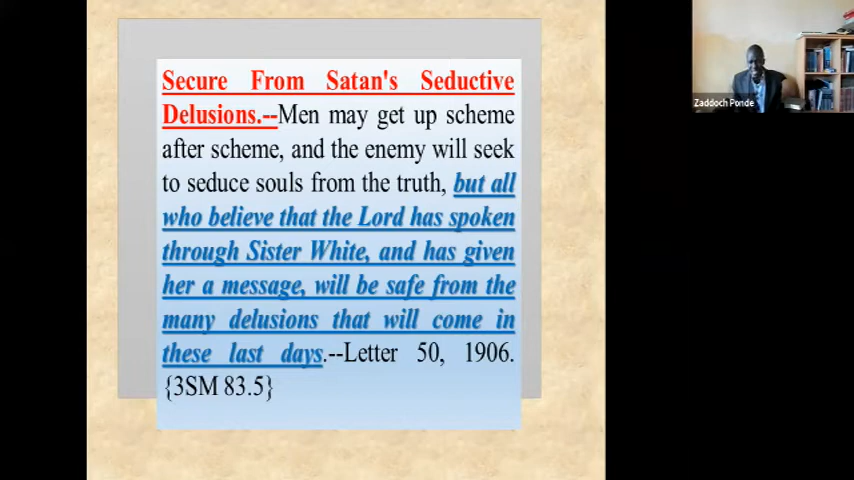 Secure From Satan's Seductive
Delusions.--Men may get up scheme
after scheme, and the enemy will seek
to seduce souls from the truth, but all
who believe that the Lord has spoken
through Sister White, and has given
her a message, will be safe from the
many delusions that will come in
these last days.--Letter 50, 1906.
{3SM 83.5}
Zaddoch Ponde